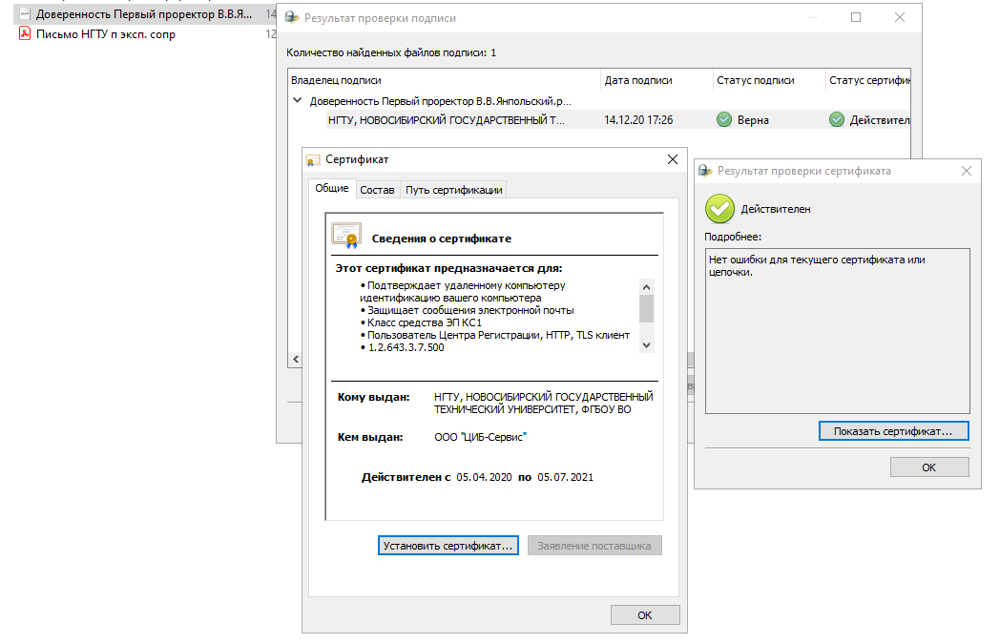 Доверенность Первый проректор В.В.Я...
14
Письмо НГТУ п эксп. сопр
12
Результат проверки подписи
Количество найденных файлов подписи: 1
Владелец подписи Дата подписи Статус подписи Статус сертифи
Доверенность Первый проректор В.В.Янпольский.р...
НГТУ, НОВОСИБИРСКИЙ ГОСУДАРСТВЕННЫЙ Т... 14.12.20 17:26 Верна Действител
Сертификат
Общие Состав Путь сертификации
Сведения о сертификате
Этот сертификат предназначается для:
• Подтверждает удаленному компьютеру
идентификацию вашего компьютера
• Защищает сообщения электронной почты
• Класс средства ЭП КС1
• Пользователь Центра Регистрации, HTTP, TLS клиент
• 1.2.643.3.7.500
Кому выдан: НГТУ, НОВОСИБИРСКИЙ ГОСУДАРСТВЕННЫЙ
ТЕХНИЧЕСКИЙ УНИВЕРСИТЕТ, ФГБОУ ВО
Кем выдан: ООО "ЦИБ-Сервис"
Действителен с 05.04.2020 по 05.07.2021
Установить сертификат... Заявление поставщика
ОК
Результат проверки сертификата
Действителен
Подробнее:
Нет ошибки для текущего сертификата или
цепочки.
Показать сертификат...
ОК